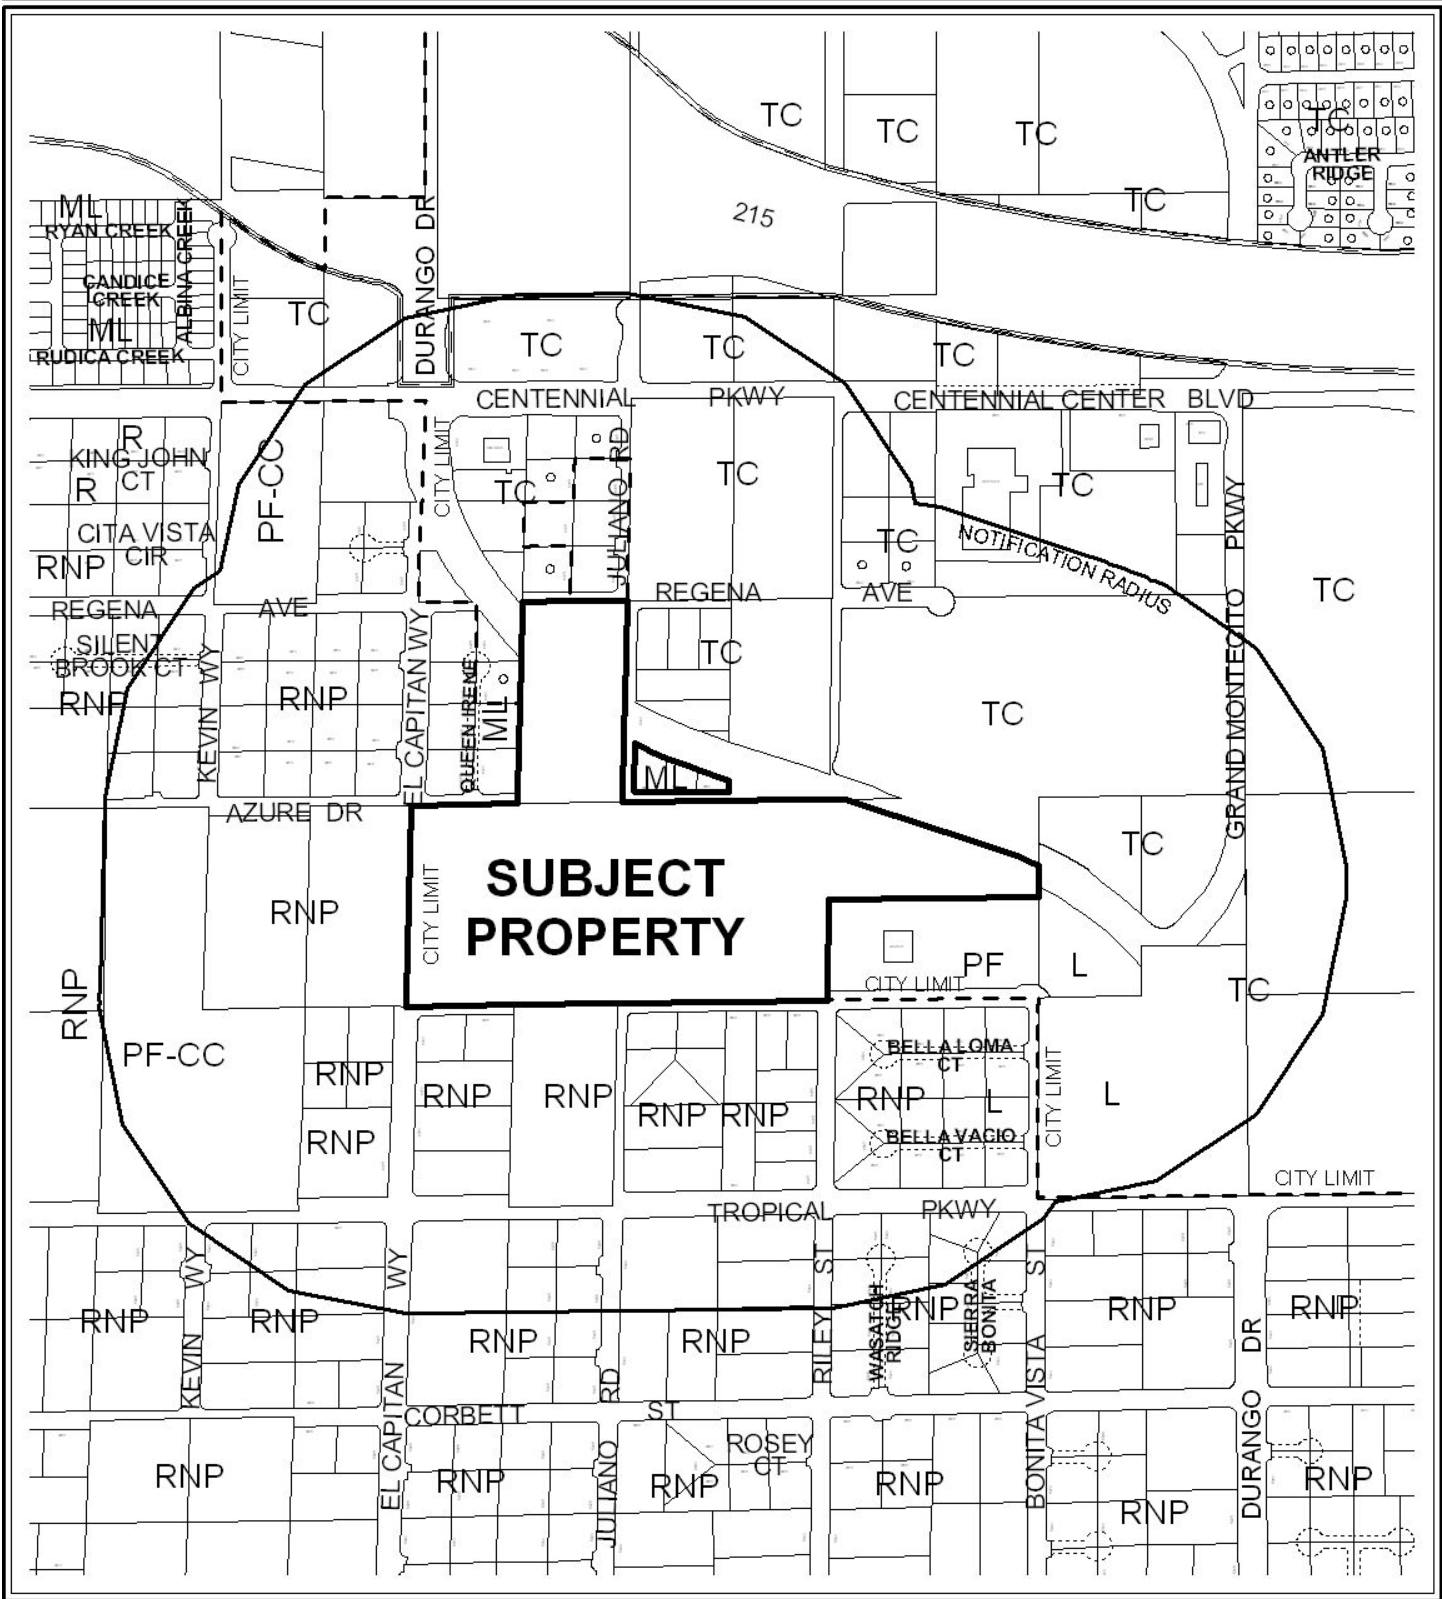 TC
TC
TC
TC
ANTLER
RIDGE
TC
ML
RYAN CREEK
ALBINA CREEK
CANDICE
CREEK
ML
RUDICA CREEK
CITY LIMIT
TC
DURANGO DR
215
TC
TC
TC
CENTENNIAL PKWY
CENTENNIAL CENTER BLVD
R
KING JOHN
CT
R
CITA VISTA
CIR
RNP
PF-CC
CITY LIMIT
TC
JULIANO RD
TC
TC
TC
NOTIFICATION RADIUS
GRAND MONTECITO PKWY
TC
REGENA AVE
REGENA AVE
SILENT
BROOK CT
RNP
KEVIN WY
RNP
EL CAPITAN WY
QUEEN IRENE
ML
TC
TC
ML
AZURE DR
RNP
CITY LIMIT
SUBJECT
PROPERTY
TC
PF
L
CITY LIMIT
TC
RNP
PF-CC
RNP
RNP
RNP
RNP
RNP
RNP
BELLA LOMA
CT
RNP
L
BELLA VACIO
CT
CITY LIMIT
L
CITY LIMIT
TROPICAL PKWY
RNP
KEVIN WY
RNP
EL CAPITAN WY
RNP
JULIANO RD
RNP
RILEY ST
WASATCH
RIDGE
RNP
SIERRA
BONITA
BONITA VISTA ST
RNP
DURANGO DR
RNP
CORBETT ST
RNP
RNP
RNP
ROSEY
CT
RNP
RNP
RNP